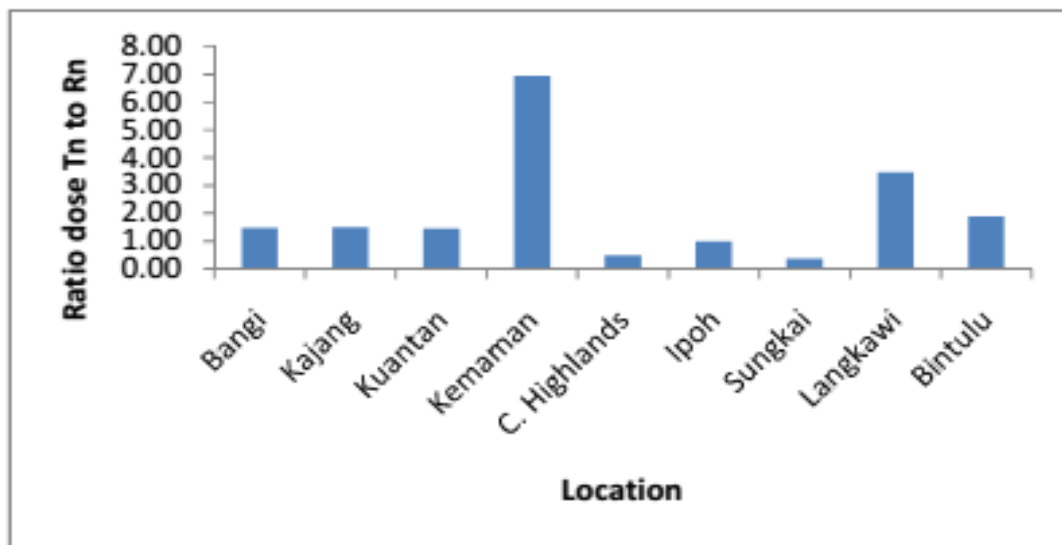 Ratio dose Tn to Rn
8.00
7.00
6.00
5.00
4.00
3.00
2.00
1.00
0.00
Bangi
Kajang
Kuantan
Kemaman
C. Highlands
Ipoh
Sungkai
Langkawi
Bintulu
Location